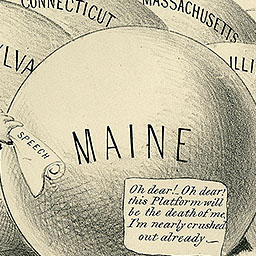 CONNECTICUT
MASSACHUSETTS
YLVA
ILLI
SPEECH
MAINE
Oh dear! Oh dear!
this Platform will
be the death of me,
I'm nearly crushed
out already